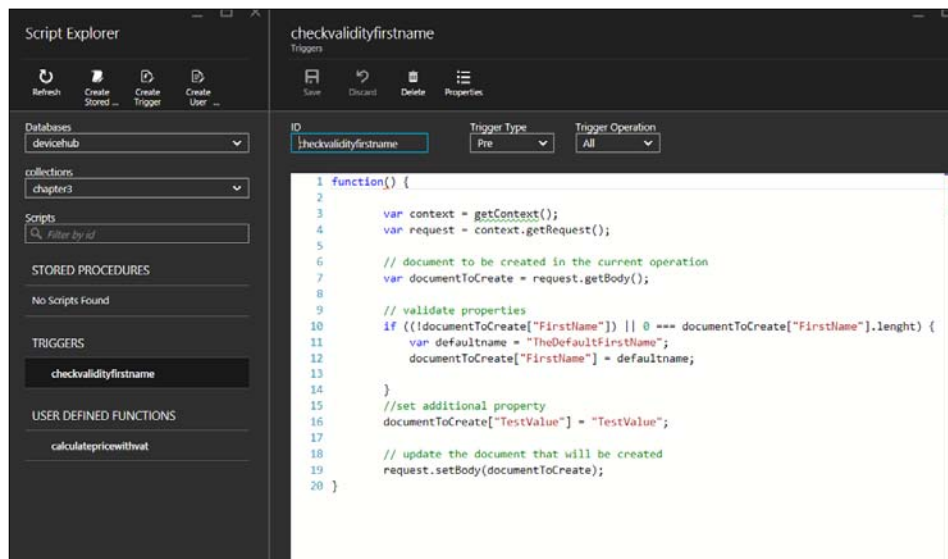 Script Explorer
Refresh
Create Stored ...
Create Trigger
Create User ...
Databases
devicehub
collections
chapter3
Scripts
Filter by id
STORED PROCEDURES
No Scripts Found
TRIGGERS
checkvalidityfirstname
USER DEFINED FUNCTIONS
calculatepricewithvat
checkvalidityfirstname
Triggers
Save
Discard
Delete
Properties
ID
checkvalidityfirstname
Trigger Type
Pre
Trigger Operation
All
1 function() {
2
3 var context = getContext();
4 var request = context.getRequest();
5
6 // document to be created in the current operation
7 var documentToCreate = request.getBody();
8
9 // validate properties
10 if ((!documentToCreate["FirstName"]) || 0 === documentToCreate["FirstName"].lenght) {
11 var defaultname = "TheDefaultFirstName";
12 documentToCreate["FirstName"] = defaultname;
13
14 }
15 //set additional property
16 documentToCreate["TestValue"] = "TestValue";
17
18 // update the document that will be created
19 request.setBody(documentToCreate);
20 }